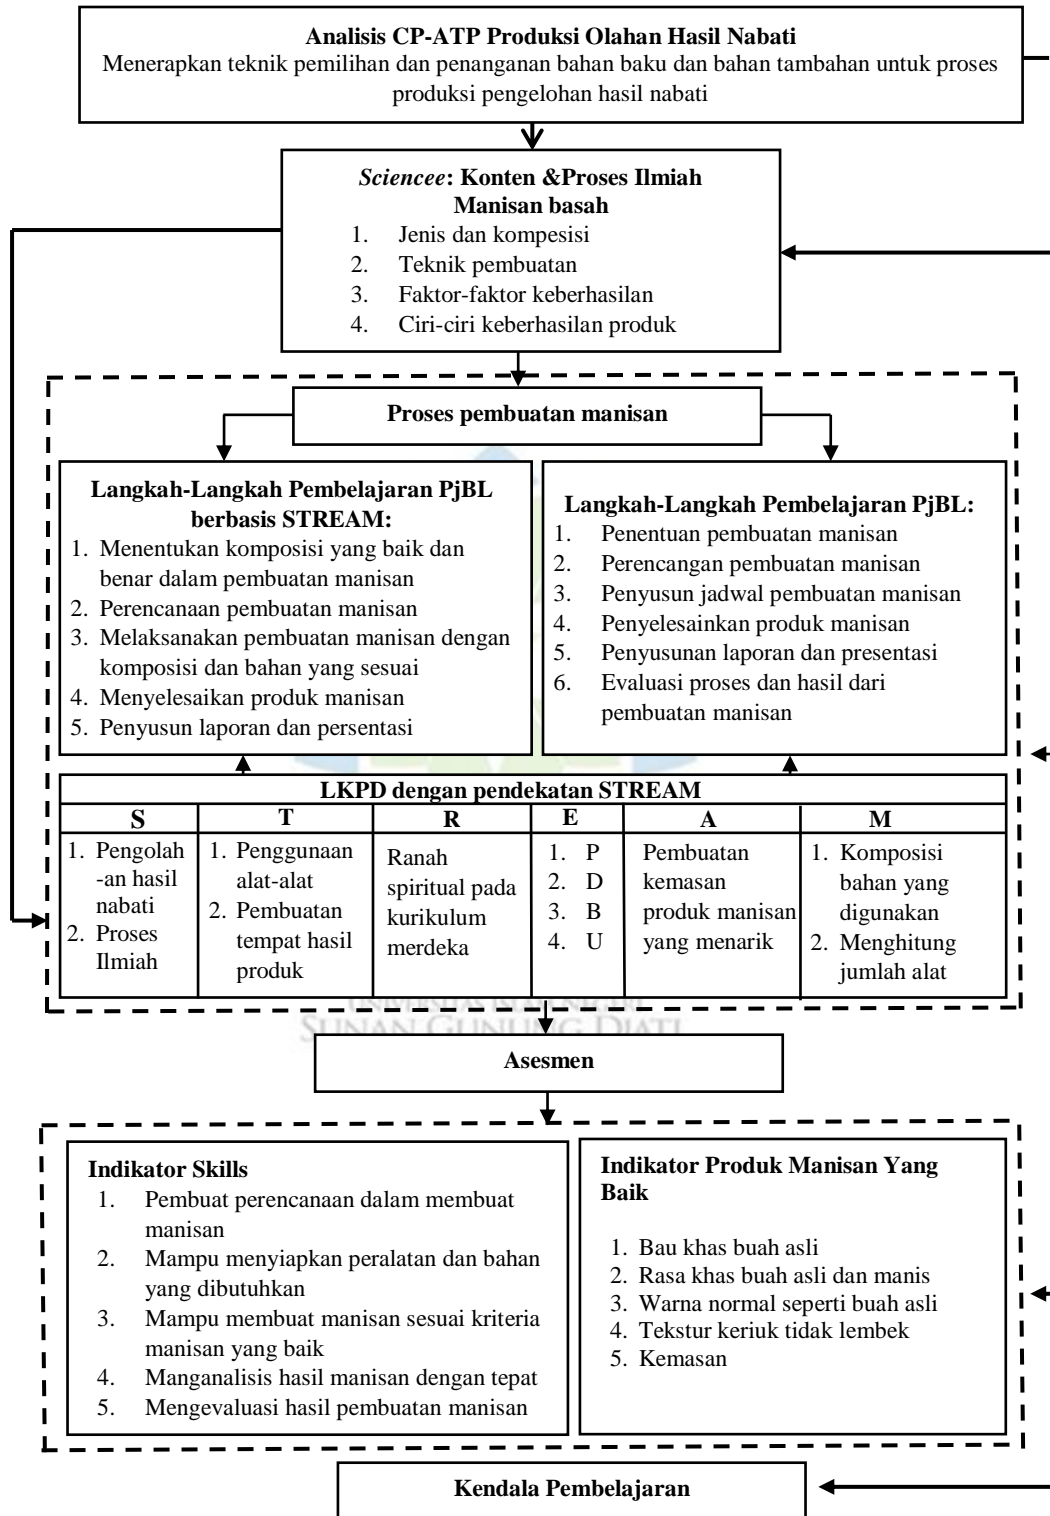 Analisis CP-ATP Produksi Olahan Hasil Nabati
Menerapkan teknik pemilihan dan penanganan bahan baku dan bahan tambahan untuk proses
produksi pengelohan hasil nabati
Sciencee: Konten &Proses Ilmiah
Manisan basah
1. Jenis dan kompesisi
2. Teknik pembuatan
3. Faktor-faktor keberhasilan
4. Ciri-ciri keberhasilan produk
Proses pembuatan manisan
Langkah-Langkah Pembelajaran PjBL
berbasis STREAM:
1. Menentukan komposisi yang baik dan
benar dalam pembuatan manisan
2. Perencanaan pembuatan manisan
3. Melaksanakan pembuatan manisan dengan
komposisi dan bahan yang sesuai
4. Menyelesaikan produk manisan
5. Penyusun laporan dan persentasi
Langkah-Langkah Pembelajaran PjBL:
1. Penentuan pembuatan manisan
2. Perencangan pembuatan manisan
3. Penyusun jadwal pembuatan manisan
4. Penyelesainkan produk manisan
5. Penyusunan laporan dan presentasi
6. Evaluasi proses dan hasil dari
pembuatan manisan
LKPD dengan pendekatan STREAM
S T R E A M
1. Pengolah
-an hasil
nabati
2. Proses
Ilmiah
1. Penggunaan
alat-alat
2. Pembuatan
tempat hasil
produk
Ranah
spiritual pada
kurikulum
merdeka
1. P
2. D
3. B
4. U
Pembuatan
kemasan
produk manisan
yang menarik
1. Komposisi
bahan yang
digunakan
2. Menghitung
jumlah alat
UNIVERSITAS ISLAM NEGERI
SUNAN GUNUNG DJATI
Asesmen
Indikator Skills
1. Pembuat perencanaan dalam membuat
manisan
2. Mampu menyiapkan peralatan dan bahan
yang dibutuhkan
3. Mampu membuat manisan sesuai kriteria
manisan yang baik
4. Manganalisis hasil manisan dengan tepat
5. Mengevaluasi hasil pembuatan manisan
Indikator Produk Manisan Yang
Baik
1. Bau khas buah asli
2. Rasa khas buah asli dan manis
3. Warna normal seperti buah asli
4. Tekstur keriuk tidak lembek
5. Kemasan
Kendala Pembelajaran